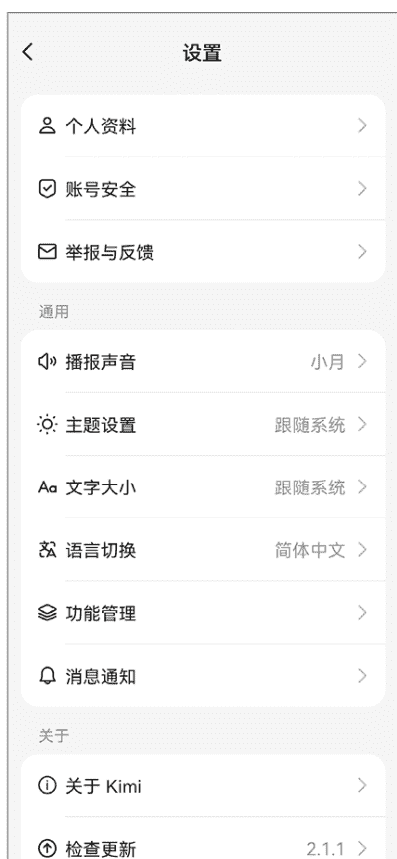 设置
个人资料
账号安全
举报与反馈
通用
播报声音 小月
主题设置 跟随系统
Aa 文字大小 跟随系统
语言切换 简体中文
功能管理
消息通知
关于
关于 Kimi
检查更新 2.1.1